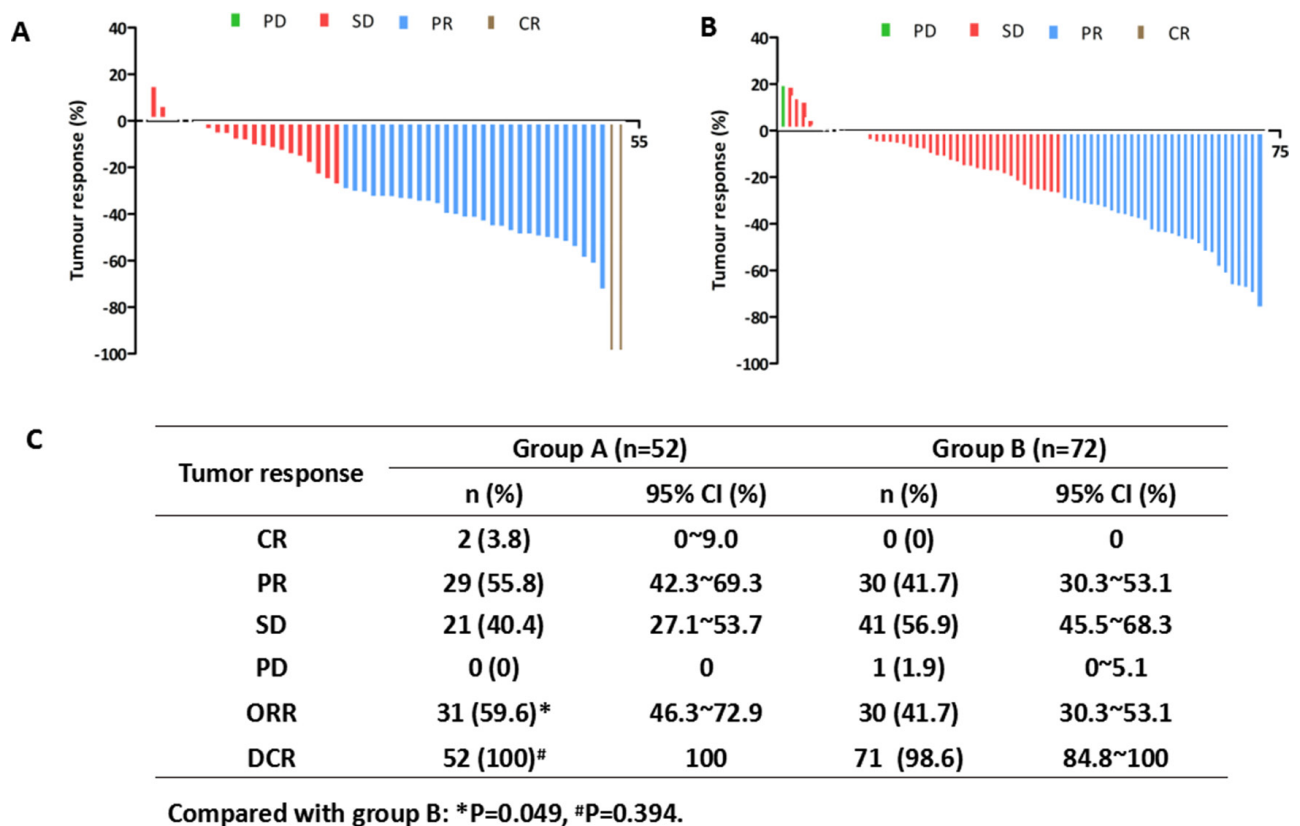 A
PD SD PR CR
Tumour response (%)
40
20
0
-20
-40
-60
-80
-100
55
B
PD SD PR CR
Tumour response (%)
40
20
0
-20
-40
-60
-80
-100
75
C
Tumor response Group A (n=52) Group B (n=72)
n (%) 95% CI (%) n (%) 95% CI (%)
CR 2 (3.8) 0~9.0 0 (0) 0
PR 29 (55.8) 42.3~69.3 30 (41.7) 30.3~53.1
SD 21 (40.4) 27.1~53.7 41 (56.9) 45.5~68.3
PD 0 (0) 0 1 (1.9) 0~5.1
ORR 31 (59.6)* 46.3~72.9 30 (41.7) 30.3~53.1
DCR 52 (100)# 100 71 (98.6) 84.8~100
Compared with group B: *P=0.049, #P=0.394.